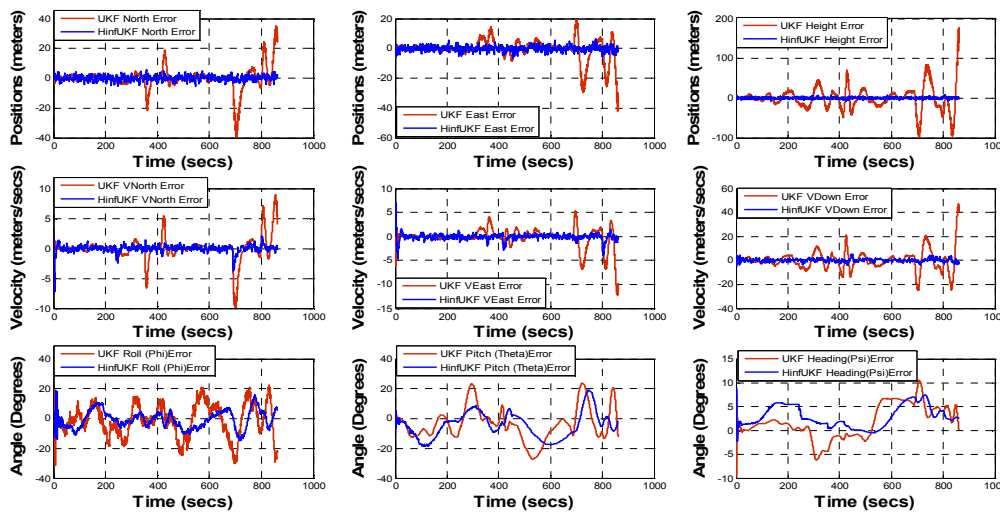 Positions (meters)
40
20
0
-20
-40
UKF North Error
HinfUKF North Error
0
200
400
600
800
1000
Time (secs)
Positions (meters)
20
0
-20
-40
-60
UKF East Error
HinfUKF East Error
0
200
400
600
800
1000
Time (secs)
Positions (meters)
200
100
0
-100
UKF Height Error
HinfUKF Height Error
0
200
400
600
800
1000
Time (secs)
Velocity (meters/secs)
10
5
0
-5
-10
UKF VNorth Error
HinfUKF VNorth Error
0
200
400
600
800
1000
Time (secs)
Velocity (meters/secs)
10
5
0
-5
-10
-15
UKF VEast Error
HinfUKF VEast Error
0
200
400
600
800
1000
Time (secs)
Velocity (meters/secs)
60
40
20
0
-20
-40
UKF VDown Error
HinfUKF VDown Error
0
200
400
600
800
1000
Time (secs)
Angle (Degrees)
40
20
0
-20
-40
UKF Roll (Phi)Error
HinfUKF Roll (Phi)Error
0
200
400
600
800
1000
Time (secs)
Angle (Degrees)
40
20
0
-20
-40
UKF Pitch (Theta)Error
HinfUKF Pitch (Theta)Error
0
200
400
600
800
1000
Time (secs)
Angle (Degrees)
15
10
5
0
-5
-10
UKF Heading(Psi)Error
HinfUKF Heading(Psi)Error
0
200
400
600
800
1000
Time (secs)